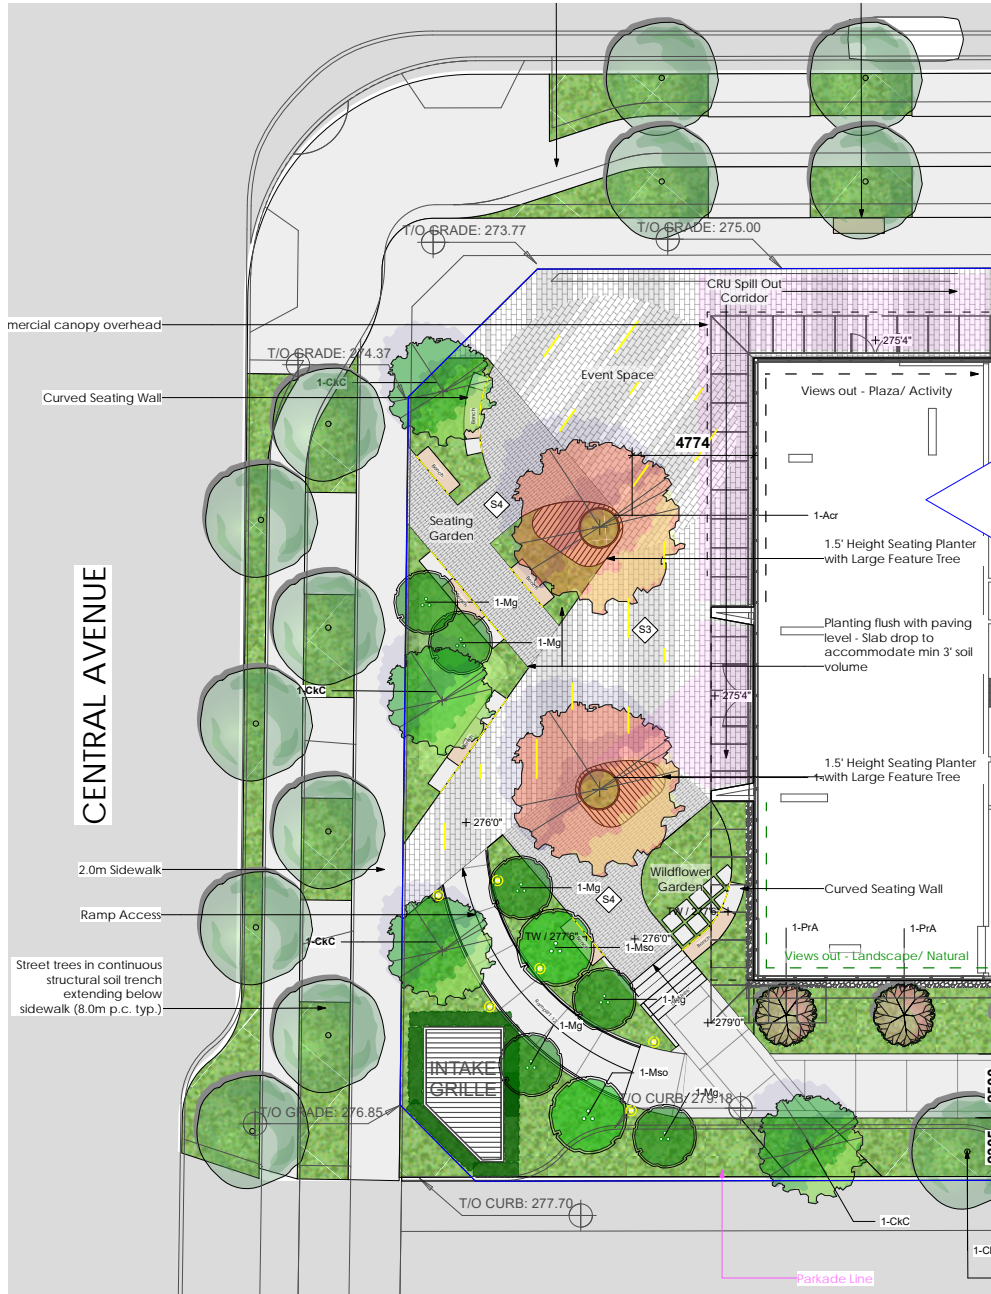 T/O GRADE: 273.77
T/O GRADE: 275.00
CRU Spill Out
Corridor
mercial canopy overhead
275'4"
T/O GRADE: 274.37
Event Space
1-CkC
Views out - Plaza/ Activity
Curved Seating Wall
Bench
4774
Bench
S4
1-Acr
Seating
Garden
1.5' Height Seating Planter
with Large Feature Tree
Bench
1-Mg
S3
Planting flush with paving
level - Slab drop to
accommodate min 3' soil
volume
1-Mg
CENTRAL AVENUE
1-CkC
275'4"
1.5' Height Seating Planter
with Large Feature Tree
276'0"
2.0m Sidewalk
Wildflower
Garden
1-Mg
Curved Seating Wall
S4
Ramp Access
TW / 277'6"
1-PrA
1-PrA
TW / 277'6"
276'0"
1-CkC
1-Mso
Bench
Views out - Landscape/ Natural
Street trees in continuous
structural soil trench
extending below
sidewalk (8.0m p.c. typ.)
1-Mg
279'0"
1-Mg
INTAKE
GRILLE
1-Mso
1-Mg
T/O GRADE: 276.85
T/O CURB: 279.18
T/O CURB: 277.70
1-CkC
Parkade Line